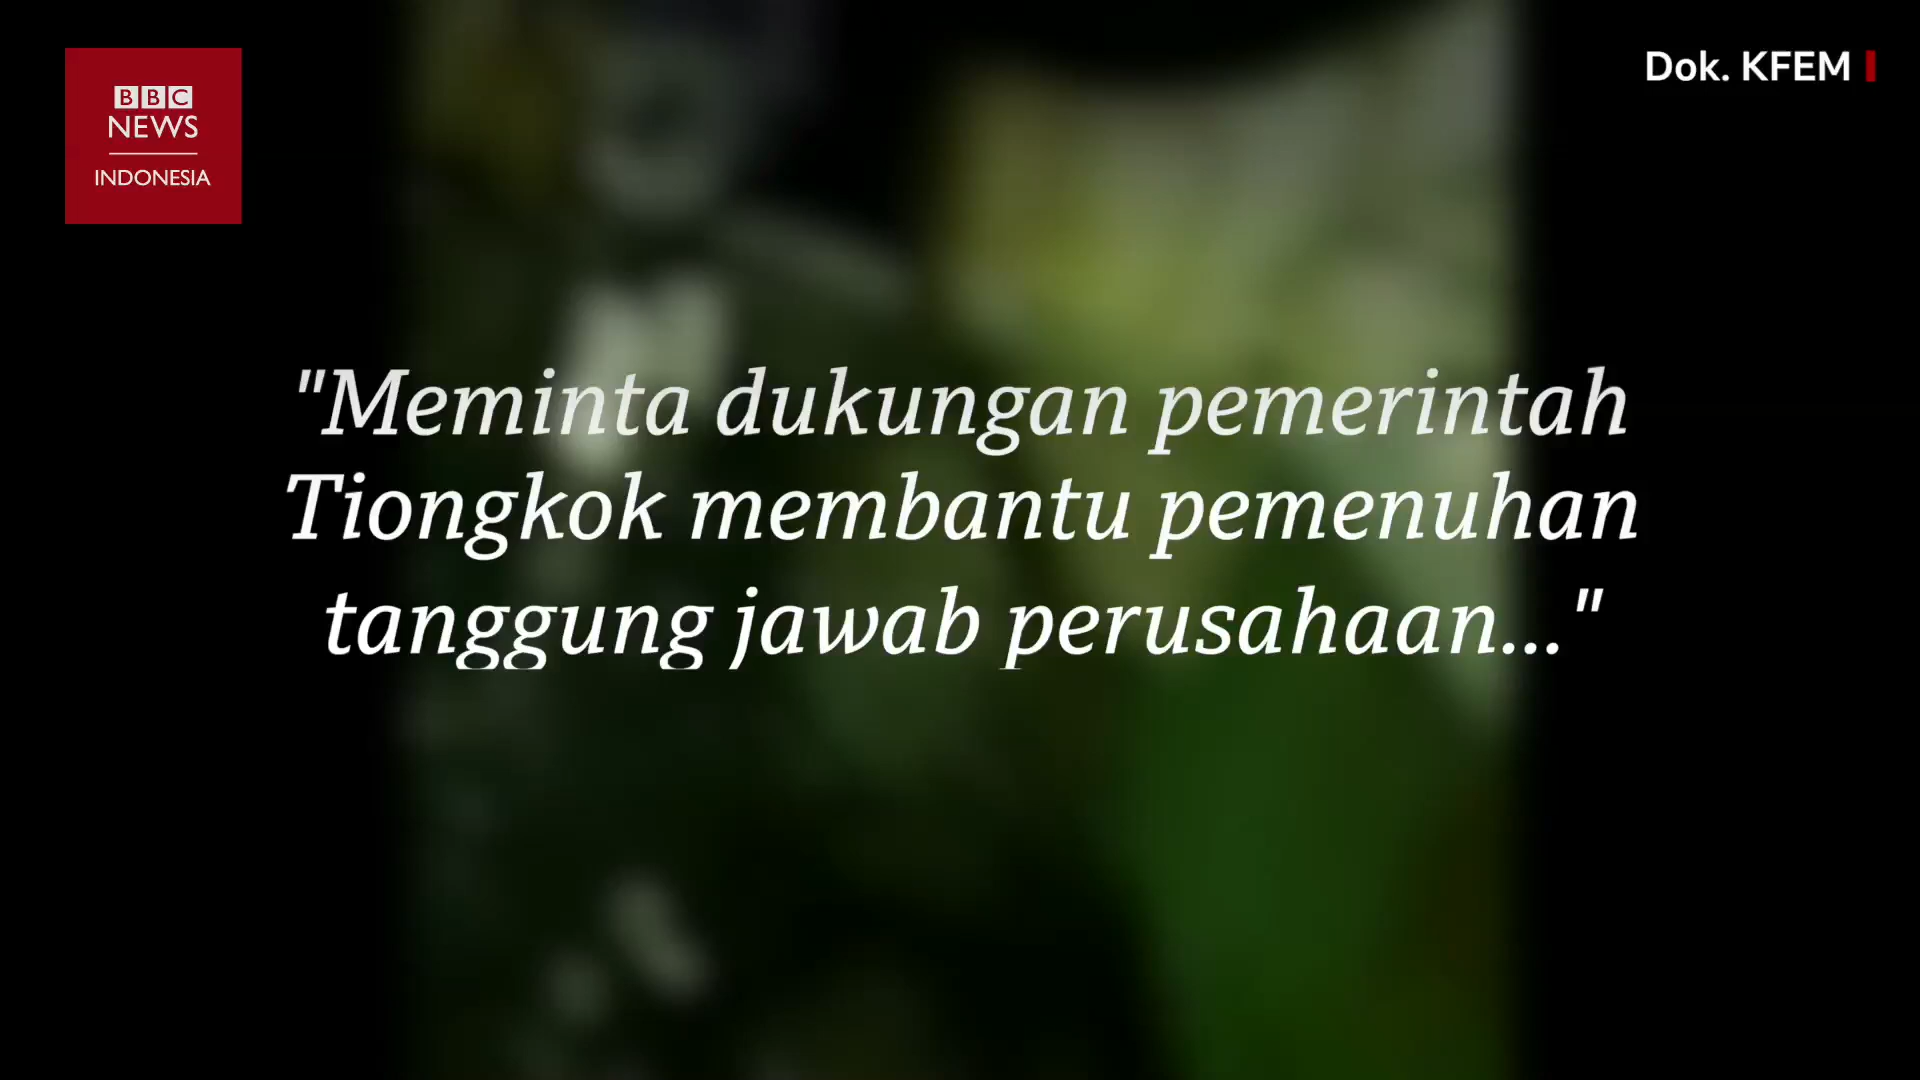 BBC
NEWS
INDONESIA
Dok. KFEM
"Meminta dukungan pemerintah
Tiongkok membantu pemenuhan
tanggung jawab perusahaan..."